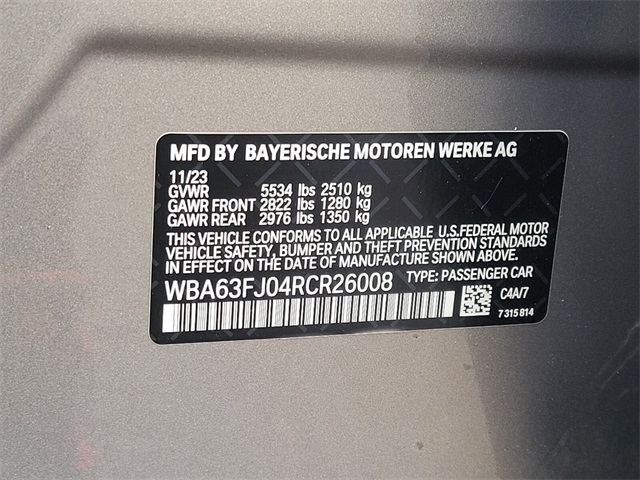 MFD BY BAYERISCHE MOTOREN WERKE AG
11/23
GVWR 5534 lbs 2510 kg
GAWR FRONT 2822 lbs 1280 kg
GAWR REAR 2976 lbs 1350 kg
THIS VEHICLE CONFORMS TO ALL APPLICABLE U.S.FEDERAL MOTOR
VEHICLE SAFETY, BUMPER AND THEFT PREVENTION STANDARDS
IN EFFECT ON THE DATE OF MANUFACTURE SHOWN ABOVE.
WBA63FJ04RCR26008 TYPE: PASSENGER CAR
C4A/7
7 315 814